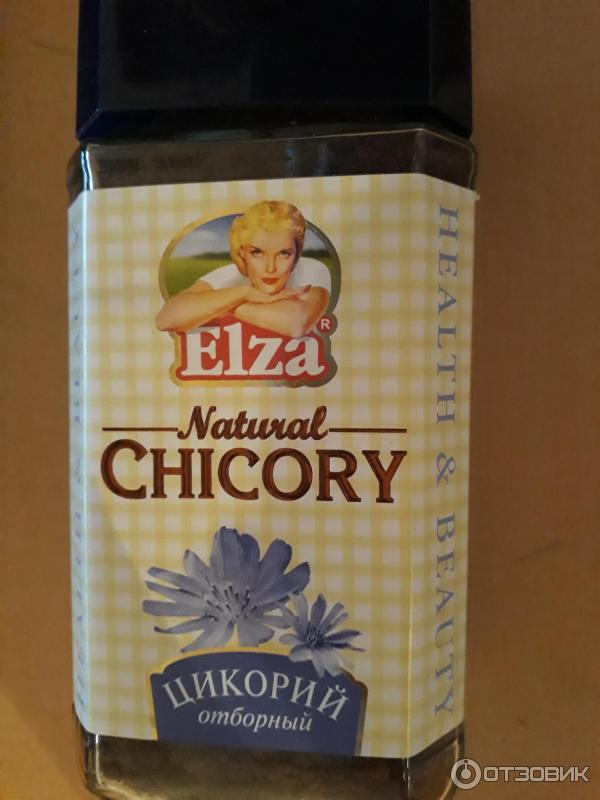 Elza®
Natural
CHICORY
ЦИКОРИЙ
отборный
HEALTH & BEAUTY
ОТЗОВИК